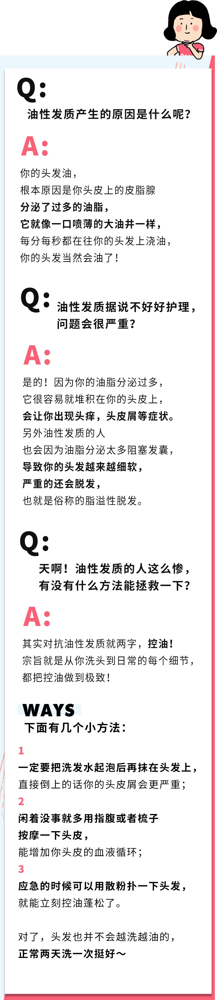 Q:
油性发质产生的原因是什么呢？
A:
你的头发油，
根本原因是你头皮上的皮脂腺
分泌了过多的油脂，
它就像一口喷薄的大油井一样，
每分每秒都在往你的头发上浇油，
你的头发当然会油了！
Q:
油性发质据说不好好护理，
问题会很严重？
A:
是的！因为你的油脂分泌过多，
它很容易就堆积在你的头皮上，
会让你出现头痒，头皮屑等症状。
另外油性发质的人
也会因为油脂分泌太多阻塞发囊，
导致你的头发越来越细软，
严重的还会脱发，
也就是俗称的脂溢性脱发。
Q:
天啊！油性发质的人这么惨，
有没有什么方法能拯救一下？
A:
其实对抗油性发质就两字，控油！
宗旨就是从你洗头到日常的每个细节，
都把控油做到极致！
WAYS
下面有几个小方法：
1
一定要把洗发水起泡后再抹在头发上，
直接倒上的话你的头皮屑会更严重；
2
闲着没事就多用指腹或者梳子
按摩一下头皮，
能增加你头皮的血液循环；
3
应急的时候可以用散粉扑一下头发，
就能立刻控油蓬松了。
对了，头发也并不会越洗越油的，
正常两天洗一次挺好～